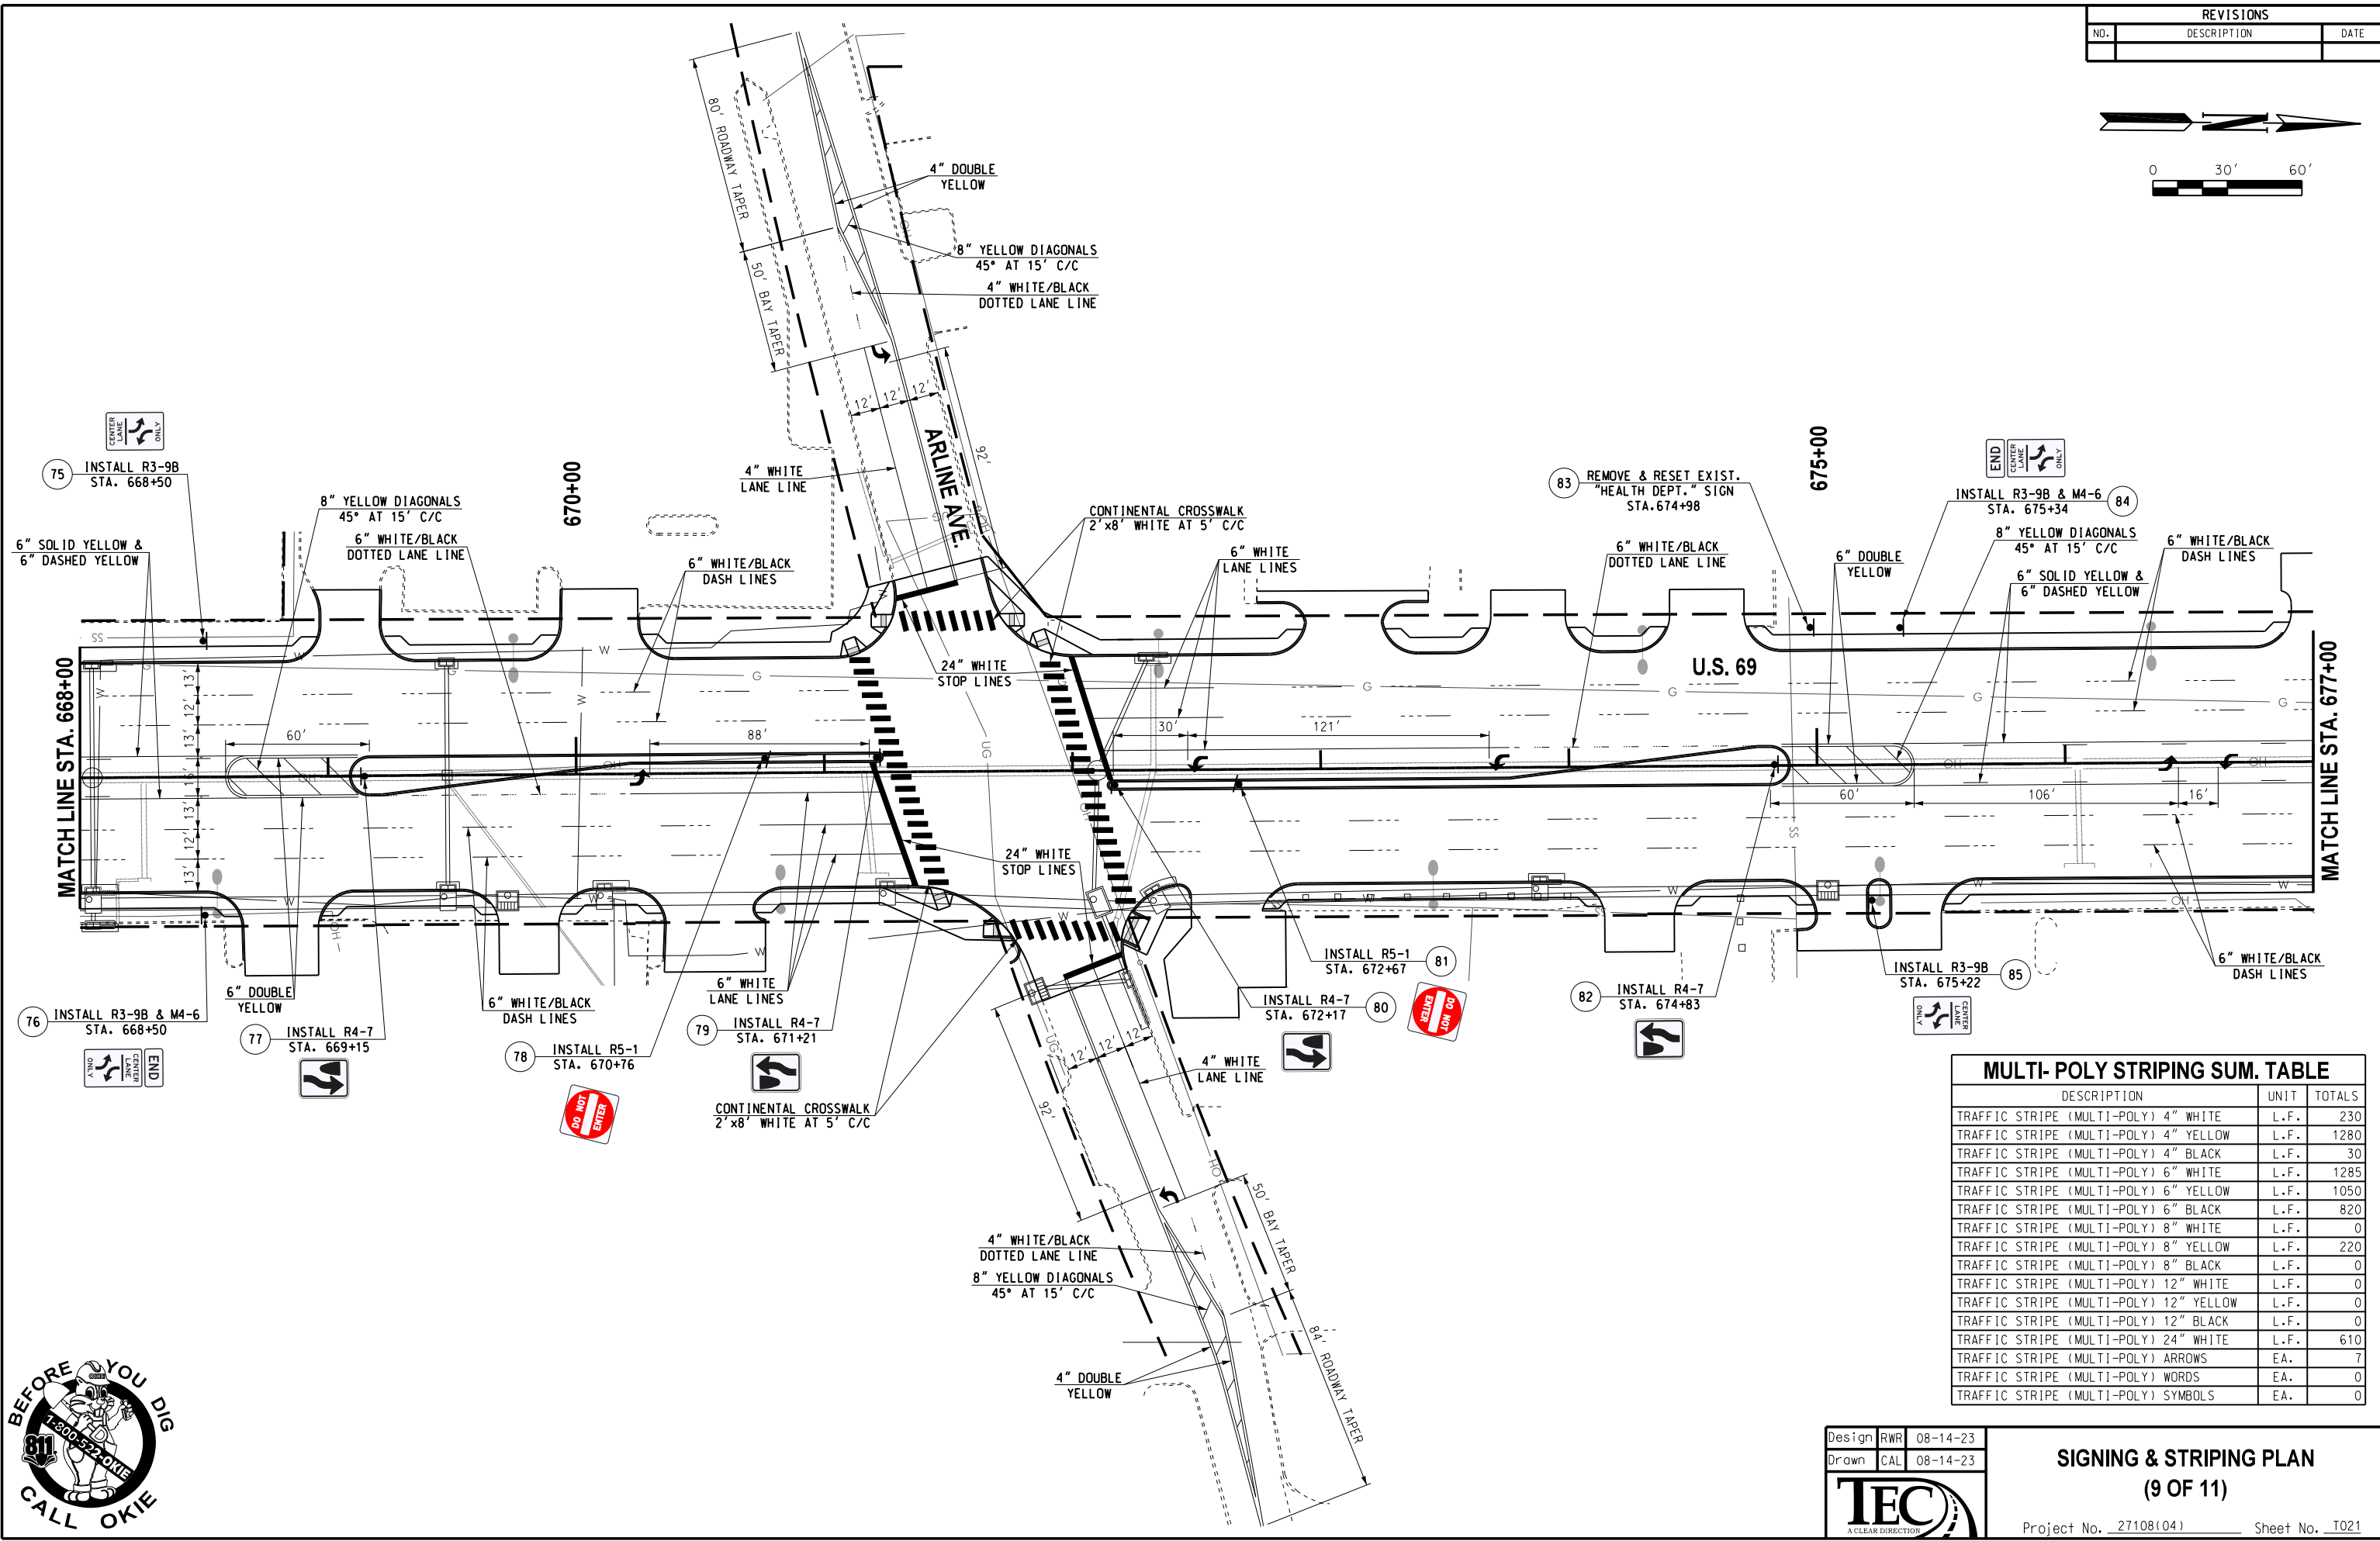 REVISIONS
NO. DESCRIPTION DATE
0 30' 60'
80' ROADWAY TAPER
50' BAY TAPER
4" DOUBLE
YELLOW
8" YELLOW DIAGONALS
45° AT 15' C/C
4" WHITE/BLACK
DOTTED LANE LINE
12' 12' 12'
92'
ARLINE AVE.
4" WHITE
LANE LINE
CENTER
LANE
ONLY
75 INSTALL R3-9B
STA. 668+50
8" YELLOW DIAGONALS
45° AT 15' C/C
6" SOLID YELLOW &
6" DASHED YELLOW
6" WHITE/BLACK
DOTTED LANE LINE
670+00
6" WHITE/BLACK
DASH LINES
CONTINENTAL CROSSWALK
2'x8' WHITE AT 5' C/C
6" WHITE
LANE LINES
83 REMOVE & RESET EXIST.
"HEALTH DEPT." SIGN
STA.674+98
675+00
6" WHITE/BLACK
DOTTED LANE LINE
6" DOUBLE
YELLOW
END
CENTER
LANE
ONLY
INSTALL R3-9B & M4-6 84
STA. 675+34
8" YELLOW DIAGONALS
45° AT 15' C/C
6" SOLID YELLOW &
6" DASHED YELLOW
6" WHITE/BLACK
DASH LINES
MATCH LINE STA. 668+00
SS
W
G
13'
12'
13'
16'
13'
12'
13'
60'
88'
OH
24" WHITE
STOP LINES
UG
30'
121'
U.S. 69
60'
106'
16'
MATCH LINE STA. 677+00
24" WHITE
STOP LINES
76 INSTALL R3-9B & M4-6
STA. 668+50
END
CENTER
LANE
ONLY
6" DOUBLE
YELLOW
77 INSTALL R4-7
STA. 669+15
6" WHITE/BLACK
DASH LINES
78 INSTALL R5-1
STA. 670+76
DO NOT
ENTER
6" WHITE
LANE LINES
79 INSTALL R4-7
STA. 671+21
CONTINENTAL CROSSWALK
2'x8' WHITE AT 5' C/C
INSTALL R5-1 81
STA. 672+67
INSTALL R4-7 80
STA. 672+17
DO NOT
ENTER
82 INSTALL R4-7
STA. 674+83
INSTALL R3-9B 85
STA. 675+22
CENTER
LANE
ONLY
6" WHITE/BLACK
DASH LINES
12' 12' 12'
4" WHITE
LANE LINE
92'
50' BAY TAPER
84' ROADWAY TAPER
4" WHITE/BLACK
DOTTED LANE LINE
8" YELLOW DIAGONALS
45° AT 15' C/C
4" DOUBLE
YELLOW
MULTI- POLY STRIPING SUM. TABLE
DESCRIPTION UNIT TOTALS
TRAFFIC STRIPE (MULTI-POLY) 4" WHITE L.F. 230
TRAFFIC STRIPE (MULTI-POLY) 4" YELLOW L.F. 1280
TRAFFIC STRIPE (MULTI-POLY) 4" BLACK L.F. 30
TRAFFIC STRIPE (MULTI-POLY) 6" WHITE L.F. 1285
TRAFFIC STRIPE (MULTI-POLY) 6" YELLOW L.F. 1050
TRAFFIC STRIPE (MULTI-POLY) 6" BLACK L.F. 820
TRAFFIC STRIPE (MULTI-POLY) 8" WHITE L.F. 0
TRAFFIC STRIPE (MULTI-POLY) 8" YELLOW L.F. 220
TRAFFIC STRIPE (MULTI-POLY) 8" BLACK L.F. 0
TRAFFIC STRIPE (MULTI-POLY) 12" WHITE L.F. 0
TRAFFIC STRIPE (MULTI-POLY) 12" YELLOW L.F. 0
TRAFFIC STRIPE (MULTI-POLY) 12" BLACK L.F. 0
TRAFFIC STRIPE (MULTI-POLY) 24" WHITE L.F. 610
TRAFFIC STRIPE (MULTI-POLY) ARROWS EA. 7
TRAFFIC STRIPE (MULTI-POLY) WORDS EA. 0
TRAFFIC STRIPE (MULTI-POLY) SYMBOLS EA. 0
BEFORE YOU DIG
811
1-800-522-OKIE
CALL OKIE
Design RWR 08-14-23
Drawn CAL 08-14-23
TEC
A CLEAR DIRECTION
SIGNING & STRIPING PLAN
(9 OF 11)
Project No. 27108(04) Sheet No. T021